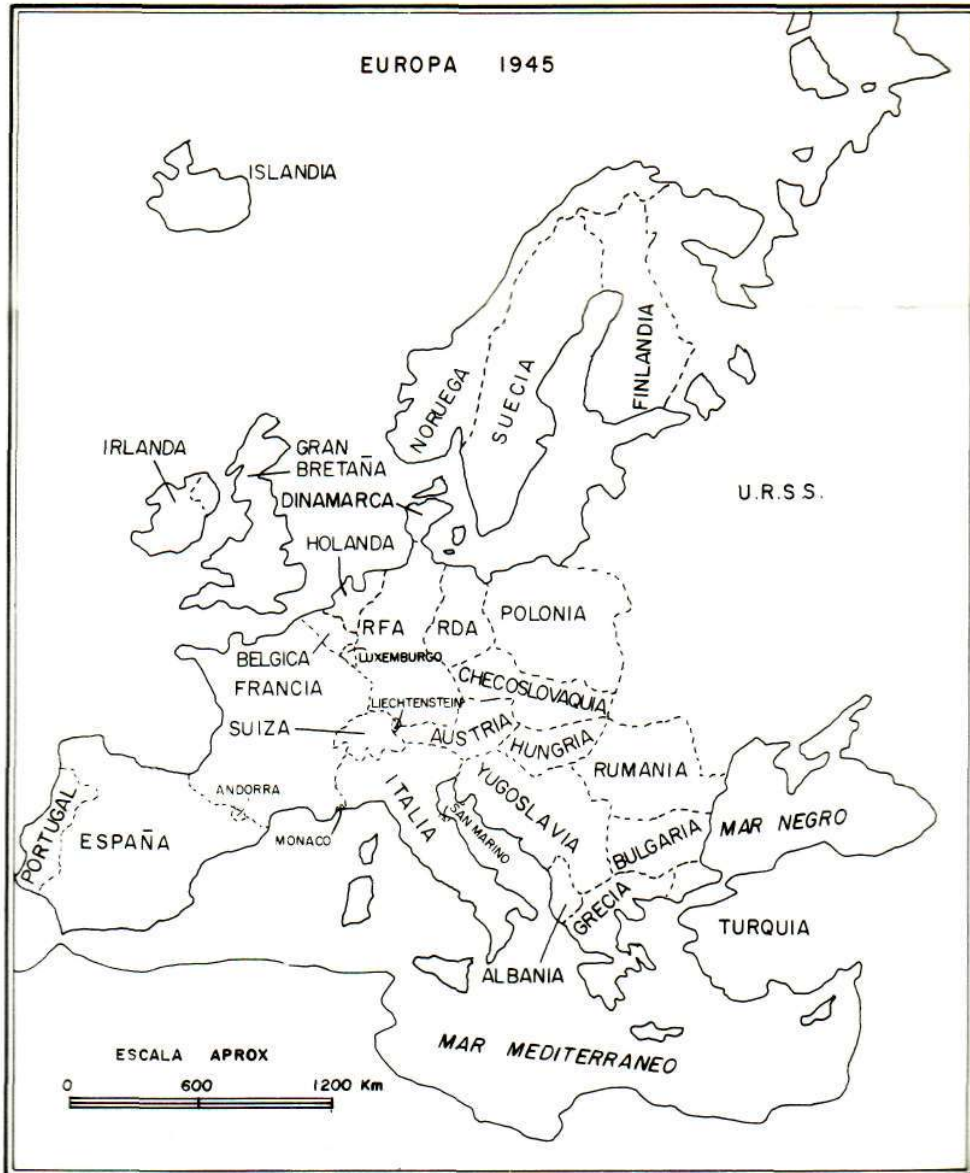 EUROPA 1945
ISLANDIA
NORUEGA
SUECIA
FINLANDIA
IRLANDA
GRAN
BRETAÑA
DINAMARCA
HOLANDA
U.R.S.S.
POLONIA
RFA
RDA
BELGICA
LUXEMBURGO
FRANCIA
CHECOSLOVAQUIA
LIECHTENSTEIN
SUIZA
AUSTRIA
HUNGRIA
RUMANIA
YUGOSLAVIA
ITALIA
ANDORRA
SAN MARINO
MONACO
PORTUGAL
ESPAÑA
BULGARIA
MAR NEGRO
GRECIA
TURQUIA
ALBANIA
MAR MEDITERRANEO
ESCALA APROX
0 600 1200 Km